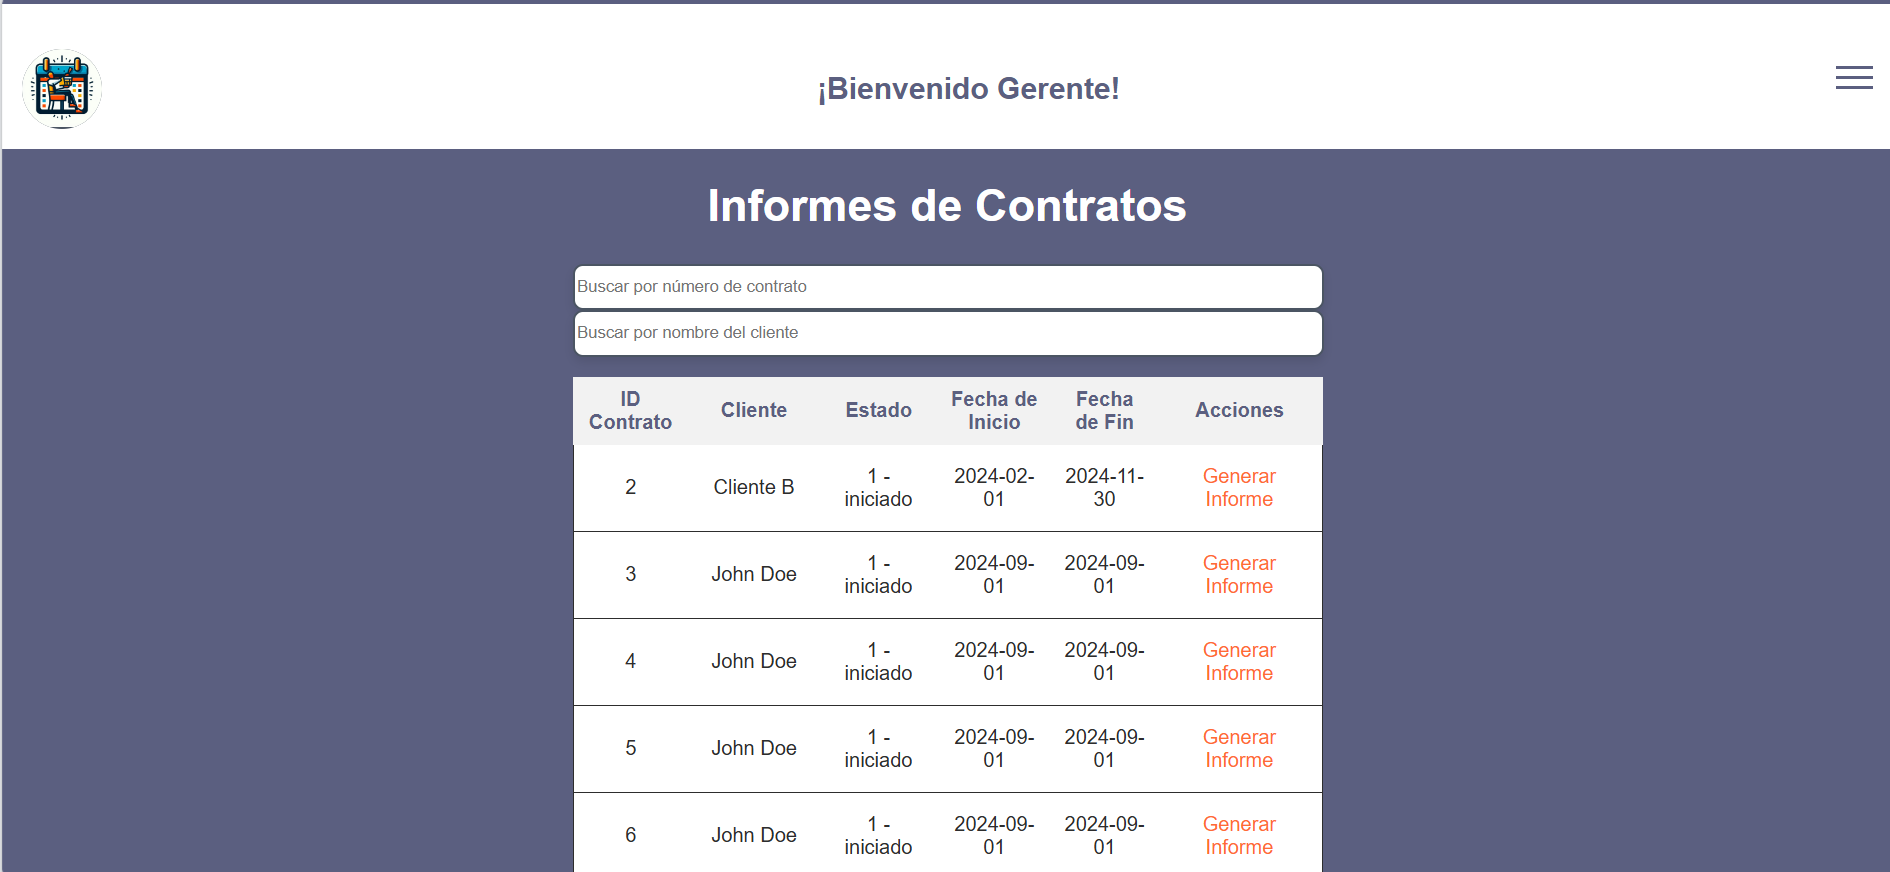 ¡Bienvenido Gerente!
Informes de Contratos
Buscar por número de contrato
Buscar por nombre del cliente
ID Contrato Cliente Estado Fecha de Inicio Fecha de Fin Acciones
2 Cliente B 1 - iniciado 2024-02-01 2024-11-30 Generar Informe
3 John Doe 1 - iniciado 2024-09-01 2024-09-01 Generar Informe
4 John Doe 1 - iniciado 2024-09-01 2024-09-01 Generar Informe
5 John Doe 1 - iniciado 2024-09-01 2024-09-01 Generar Informe
6 John Doe 1 - iniciado 2024-09-01 2024-09-01 Generar Informe